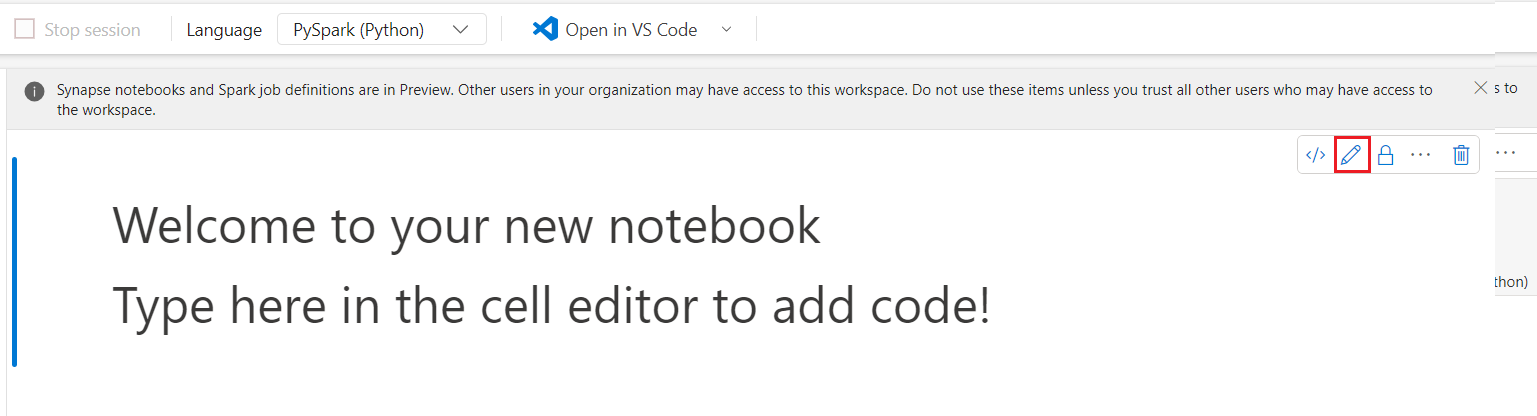 Stop session Language PySpark (Python) Open in VS Code
Synapse notebooks and Spark job definitions are in Preview. Other users in your organization may have access to this workspace. Do not use these items unless you trust all other users who may have access to
the workspace.
s to
</> ...  ...
Welcome to your new notebook
thon)
Type here in the cell editor to add code!